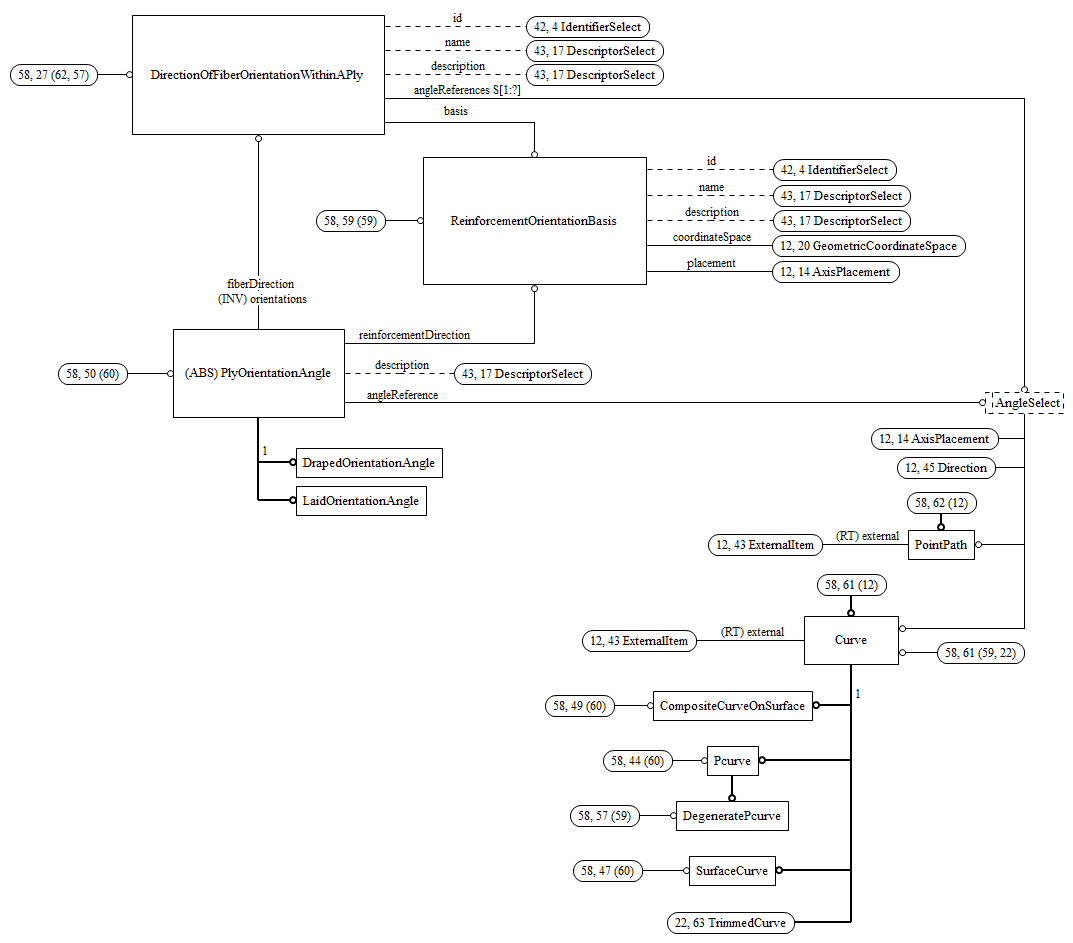 id
42, 4 IdentifierSelect
name
43, 17 DescriptorSelect
58, 27 (62, 57)
DirectionOfFiberOrientationWithinAPly
description
43, 17 DescriptorSelect
angleReferences S[1:?]
basis
id
42, 4 IdentifierSelect
name
43, 17 DescriptorSelect
58, 59 (59)
ReinforcementOrientationBasis
description
43, 17 DescriptorSelect
coordinateSpace
12, 20 GeometricCoordinateSpace
placement
12, 14 AxisPlacement
fiberDirection
(INV) orientations
reinforcementDirection
58, 50 (60)
(ABS) PlyOrientationAngle
description
43, 17 DescriptorSelect
angleReference
AngleSelect
12, 14 AxisPlacement
1
DrapedOrientationAngle
12, 45 Direction
LaidOrientationAngle
58, 62 (12)
12, 43 ExternalItem
(RT) external
PointPath
58, 61 (12)
12, 43 ExternalItem
(RT) external
Curve
58, 61 (59, 22)
1
58, 49 (60)
CompositeCurveOnSurface
58, 44 (60)
Pcurve
58, 57 (59)
DegeneratePcurve
58, 47 (60)
SurfaceCurve
22, 63 TrimmedCurve